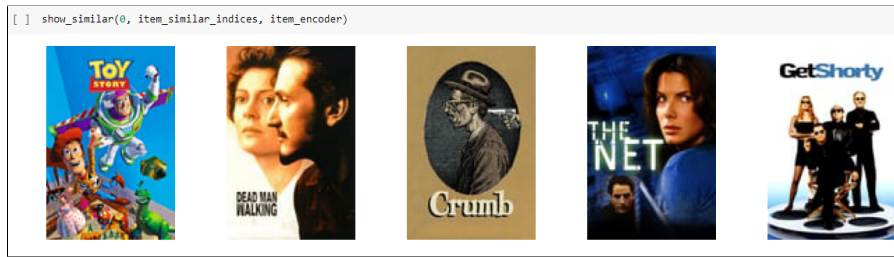 [ ] show_similar(0, item_similar_indices, item_encoder)
TOY
STORY
DEAD MAN
WALKING
Crumb
THE
NET
GetShorty